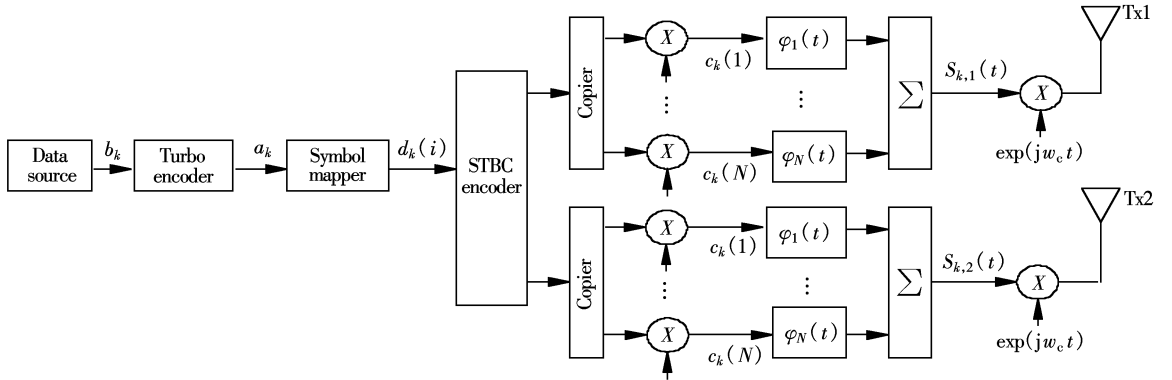 Data
source
b_k
Turbo
encoder
a_k
Symbol
mapper
d_k(i)
STBC
encoder
Copier
X
c_k(1)
φ_1(t)
⋮
⋮
X
c_k(N)
φ_N(t)
∑
S_{k,1}(t)
X
exp(jw_c t)
Tx1
Copier
X
c_k(1)
φ_1(t)
⋮
⋮
X
c_k(N)
φ_N(t)
∑
S_{k,2}(t)
X
exp(jw_c t)
Tx2